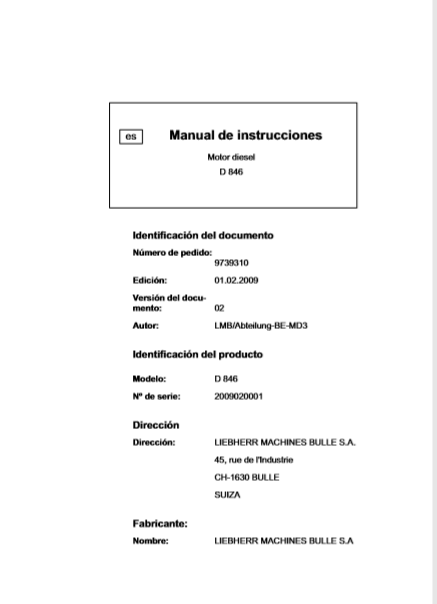 es
Manual de instrucciones
Motor diesel
D 846
Identificación del documento
Número de pedido:
9739310
Edición: 01.02.2009
Versión del docu-
mento: 02
Autor: LMB/Abteilung-BE-MD3
Identificación del producto
Modelo: D 846
Nº de serie: 2009020001
Dirección
Dirección: LIEBHERR MACHINES BULLE S.A.
45, rue de l'Industrie
CH-1630 BULLE
SUIZA
Fabricante:
Nombre: LIEBHERR MACHINES BULLE S.A